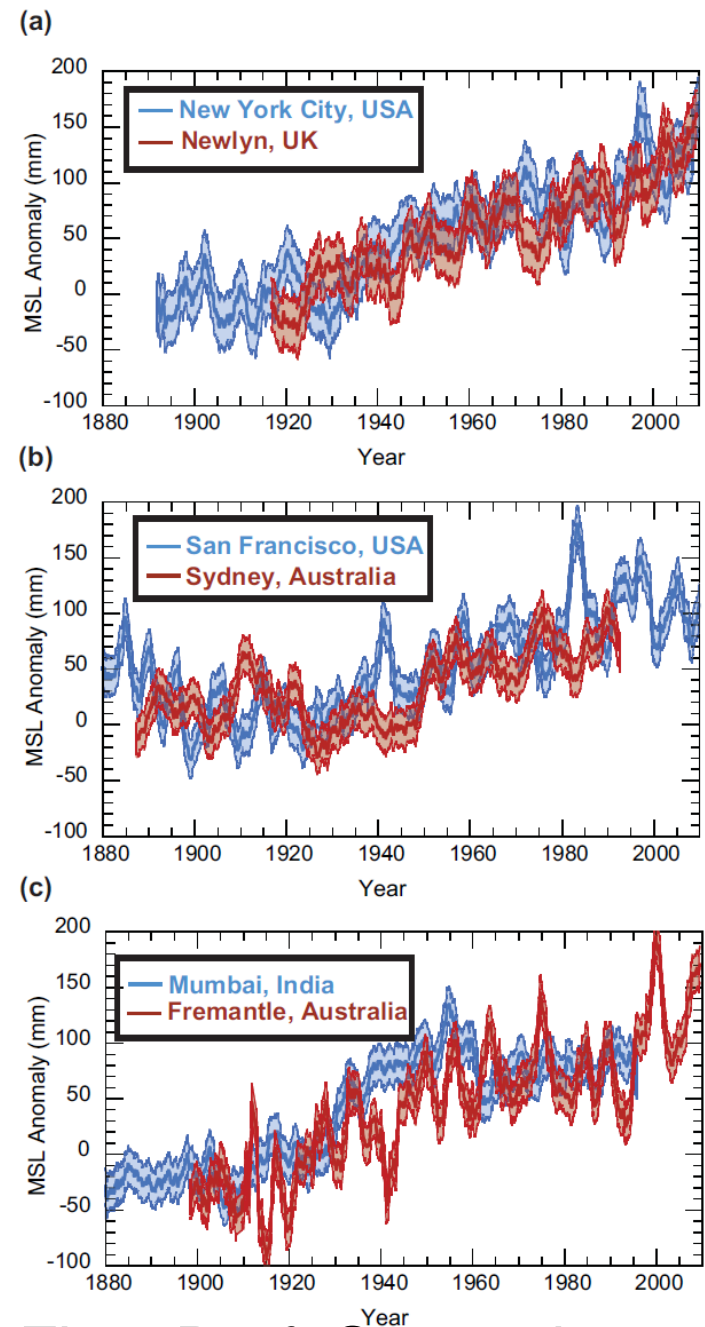 (a)
200
150
100
50
0
-50
-100
MSL Anomaly (mm)
New York City, USA
Newlyn, UK
1880 1900 1920 1940 1960 1980 2000
Year
(b)
200
150
100
50
0
-50
-100
MSL Anomaly (mm)
San Francisco, USA
Sydney, Australia
1880 1900 1920 1940 1960 1980 2000
Year
(c)
200
150
100
50
0
-50
-100
MSL Anomaly (mm)
Mumbai, India
Fremantle, Australia
1880 1900 1920 1940 1960 1980 2000
Year